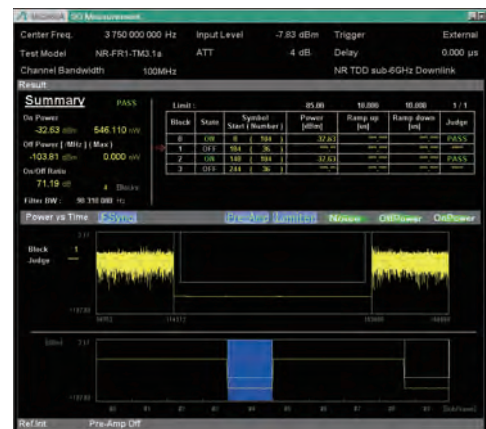 5G Measurement
Center Freq. 3 750 000 000 Hz Input Level -7.83 dBm Trigger External
Test Model NR-FR1-TM3.1a ATT 4 dB Delay 0.000 µs
Channel Bandwidth 100MHz NR TDD sub-6GHz Downlink
Result
Summary PASS
Limit: 85.00 10.000 10.000 1 / 1
Block State Symbol Start (Number) Power [dBm] Ramp up [us] Ramp down [us] Judge
0 ON 0 ( 104 ) 32.63 PASS
1 OFF 104 ( 36 )
2 ON 140 ( 104 ) 32.63 PASS
3 OFF 244 ( 36 )
On Power
-32.63 dBm 546.110 nW
Off Power [/MHz] (Max)
-103.81 dBm 0.000 nW
On/Off Ratio
71.19 dB 4 Blocks
Filter BW : 98 310 000 Hz
Power vs Time Pre-Amp Limited Noise OffPower OnPower
Block 1
Judge
[dBm]
Ref.Int Pre-Amp Off